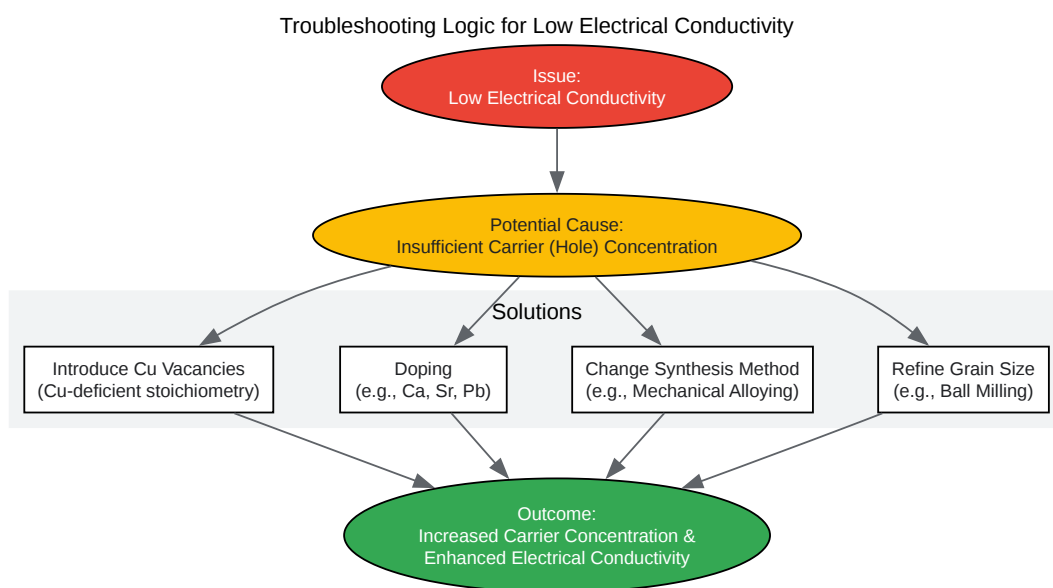 Troubleshooting Logic for Low Electrical Conductivity
Issue:
Low Electrical Conductivity
Potential Cause:
Insufficient Carrier (Hole) Concentration
Solutions
Introduce Cu Vacancies
(Cu-deficient stoichiometry)
Doping
(e.g., Ca, Sr, Pb)
Change Synthesis Method
(e.g., Mechanical Alloying)
Refine Grain Size
(e.g., Ball Milling)
Outcome:
Increased Carrier Concentration &
Enhanced Electrical Conductivity